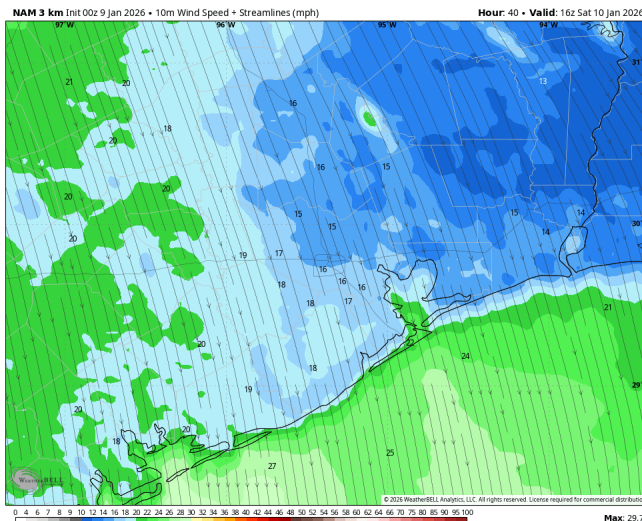 NAM 3 km Init 00z 9 Jan 2026 • 10m Wind Speed + Streamlines (mph)
Hour: 40 • Valid: 16z Sat 10 Jan 2026
97°W 96°W 95°W 94°W
31°
13
21 20
16
18
20
16 15
20 20
15 15 14
15 14
30°
20
19 17
16 16 16
18
18 17
21
20 22
24
18
29°
19
20
18 20
25
27
WeatherBELL
© 2026 WeatherBELL Analytics, LLC. All rights reserved. License required for commercial distribution.
0 4 6 7 8 9 10 12 14 16 18 20 22 24 26 28 30 32 34 36 38 40 42 44 46 48 50 52 54 56 58 60 62 64 66 70 75 80 85 90 95 100
Max: 29.7